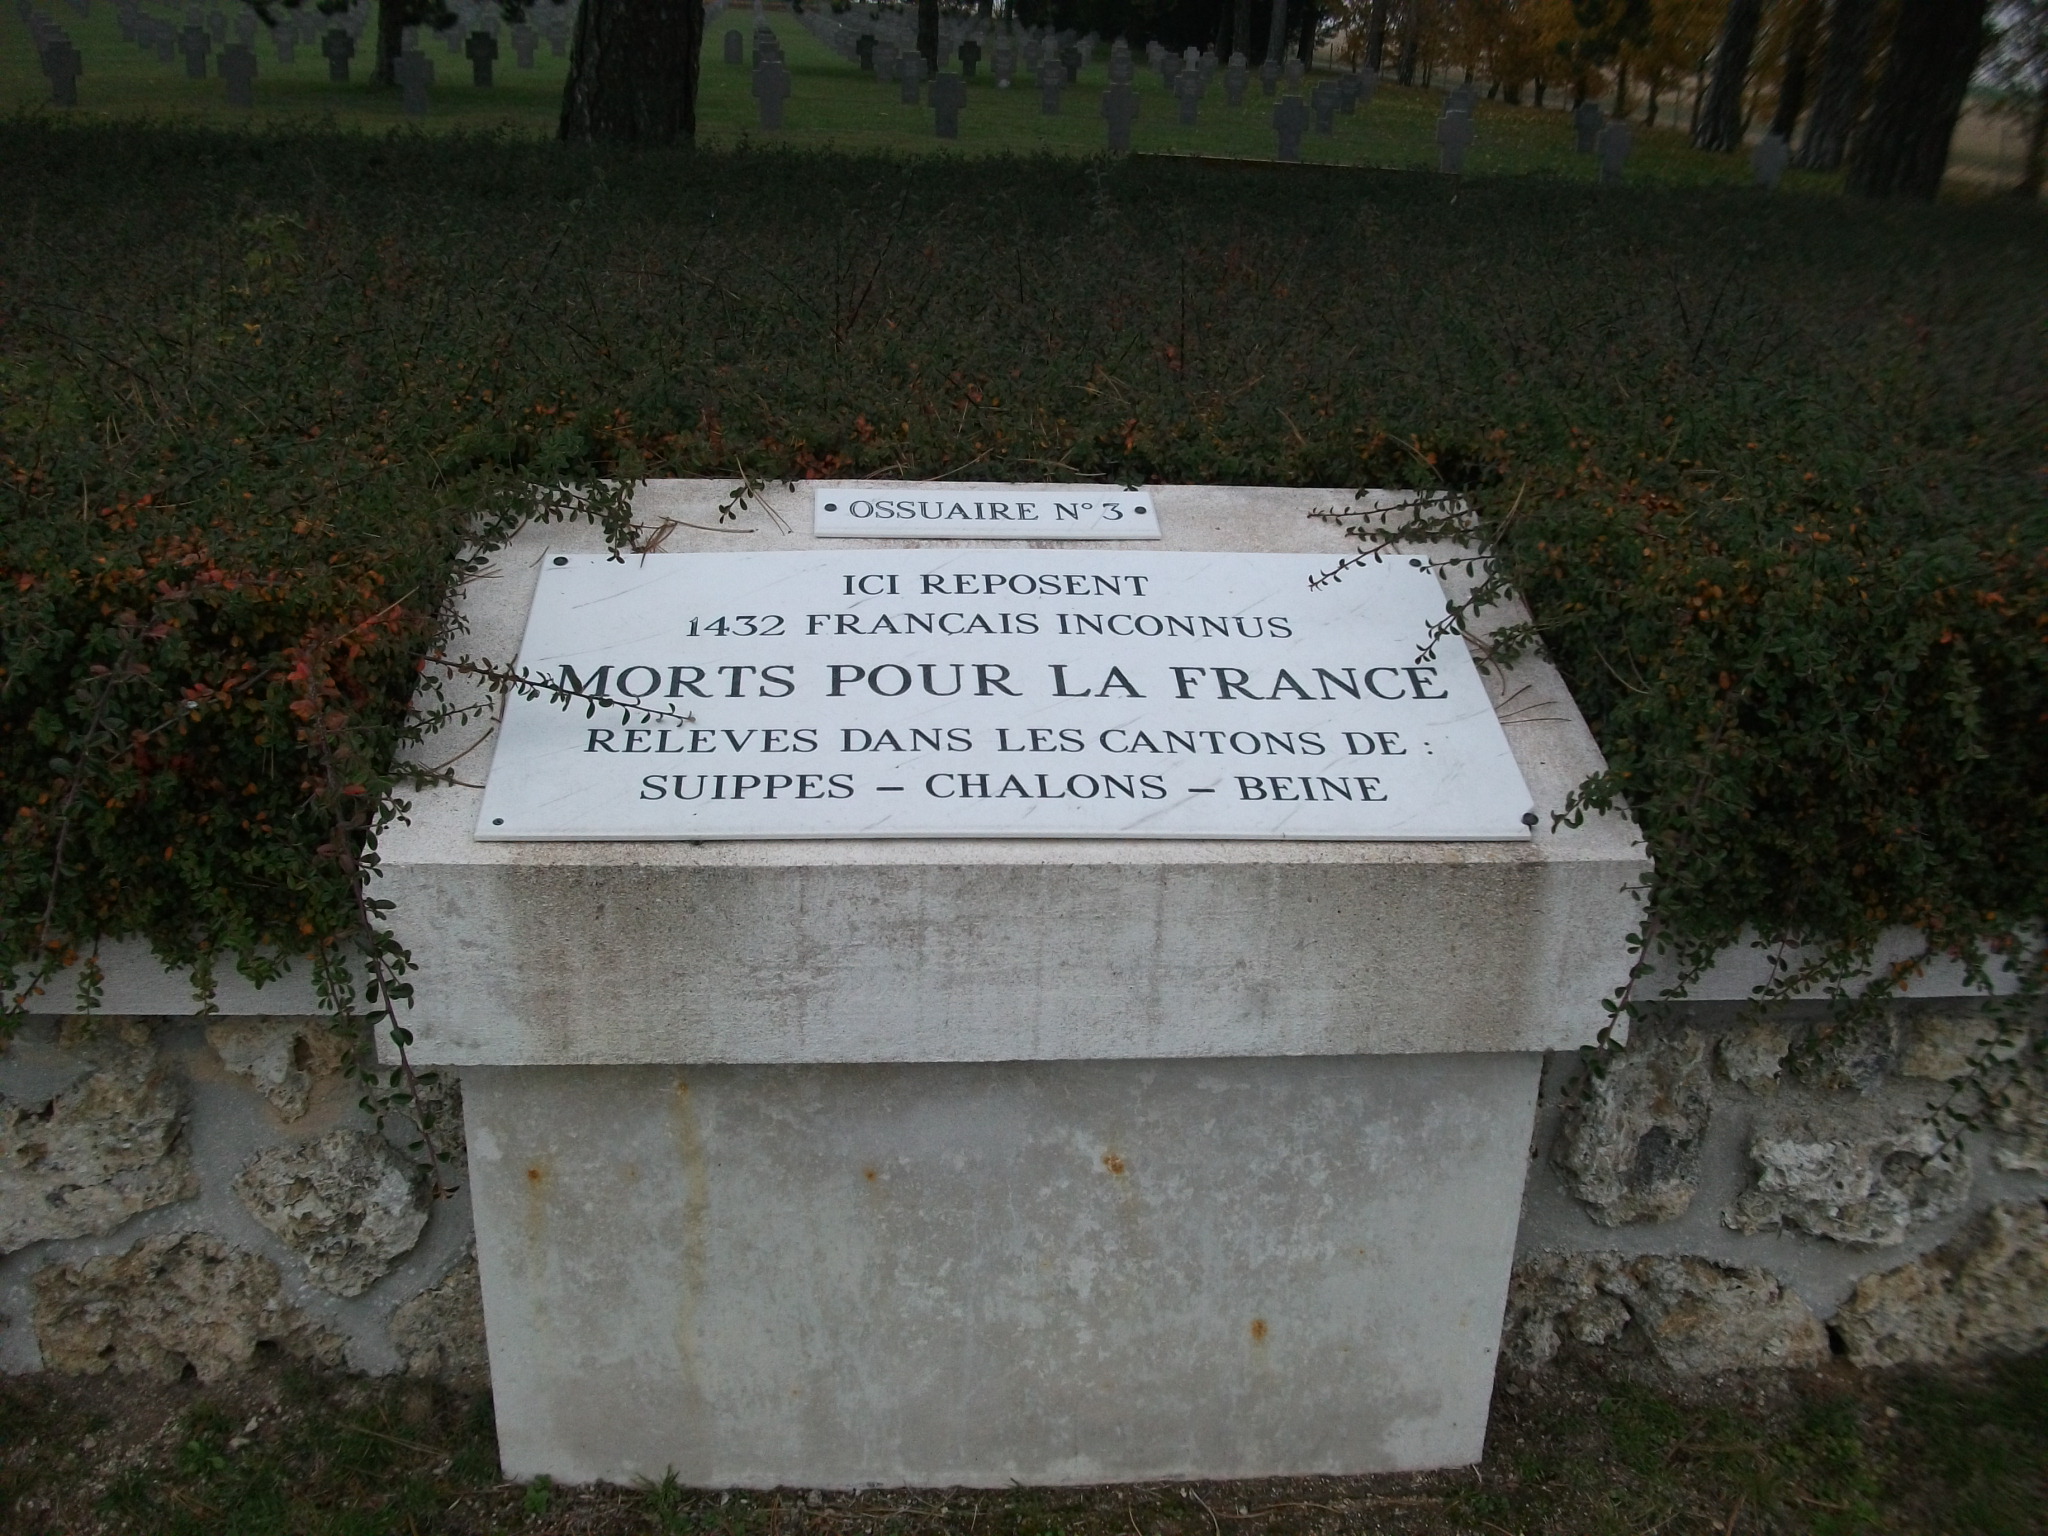 OSSUAIRE N° 3
ICI REPOSENT
1432 FRANÇAIS INCONNUS
MORTS POUR LA FRANCE
RELEVES DANS LES CANTONS DE :
SUIPPES – CHALONS – BEINE